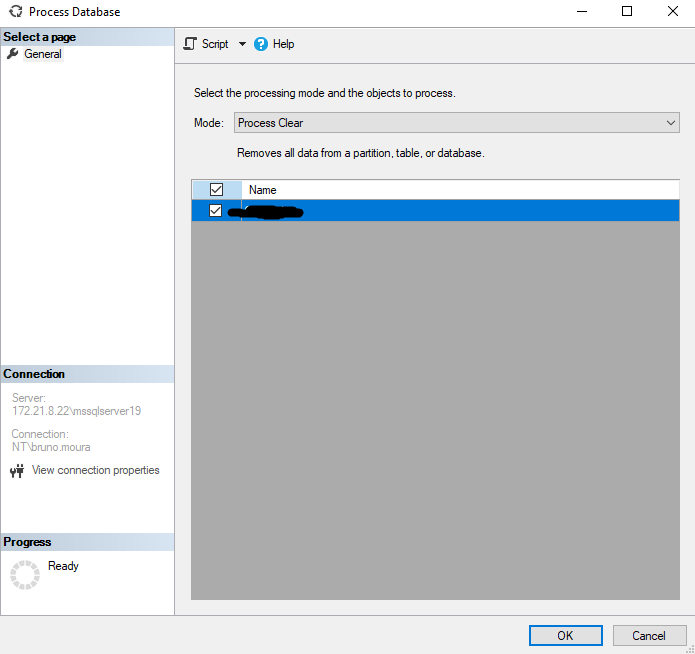 Process Database
Select a page
General
Script
Help
Select the processing mode and the objects to process.
Mode:
Process Clear
Removes all data from a partition, table, or database.
Name
Connection
Server:
172.21.8.22\mssqlserver19
Connection:
NT\bruno.moura
View connection properties
Progress
Ready
OK
Cancel